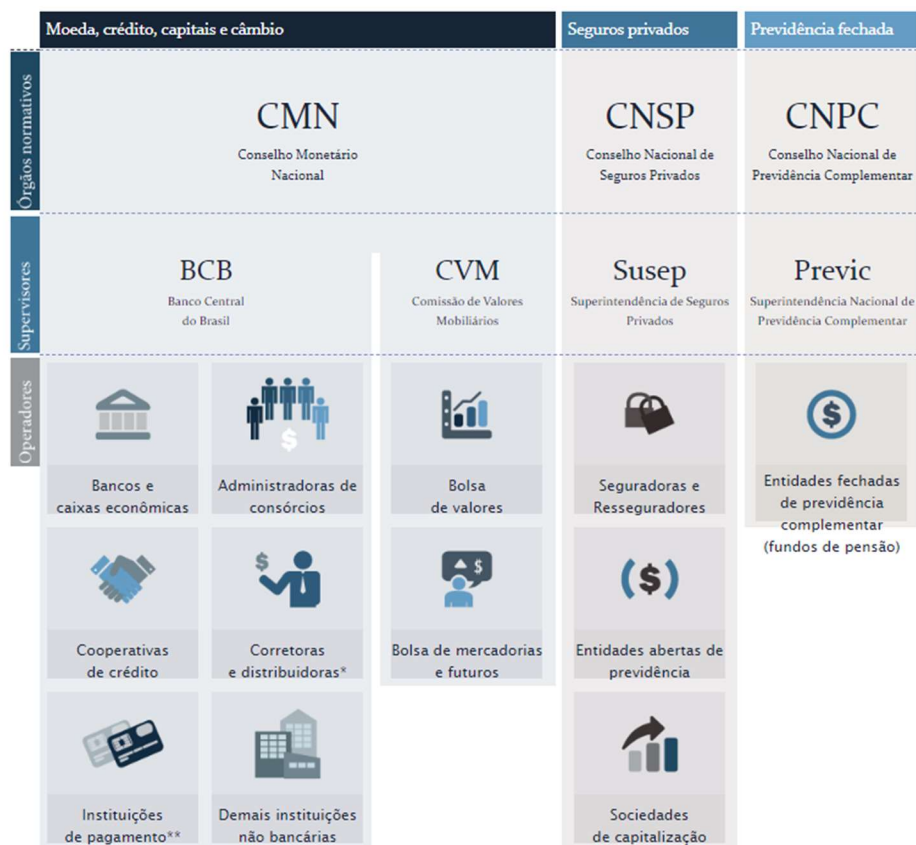 Moeda, crédito, capitais e câmbio
Seguros privados
Previdência fechada
Órgãos normativos
CMN
Conselho Monetário
Nacional
CNSP
Conselho Nacional de
Seguros Privados
CNPC
Conselho Nacional de
Previdência Complementar
Supervisores
BCB
Banco Central
do Brasil
CVM
Comissão de Valores
Mobiliários
Susep
Superintendência de Seguros
Privados
Previc
Superintendência Nacional de
Previdência Complementar
Operadores
Bancos e
caixas econômicas
Administradoras de
consórcios
Bolsa
de valores
Seguradoras e
Resseguradores
Entidades fechadas
de previdência
complementar
(fundos de pensão)
Cooperativas
de crédito
Corretoras
e distribuidoras*
Bolsa de mercadorias
e futuros
Entidades abertas de
previdência
Instituições
de pagamento**
Demais instituições
não bancárias
Sociedades
de capitalização